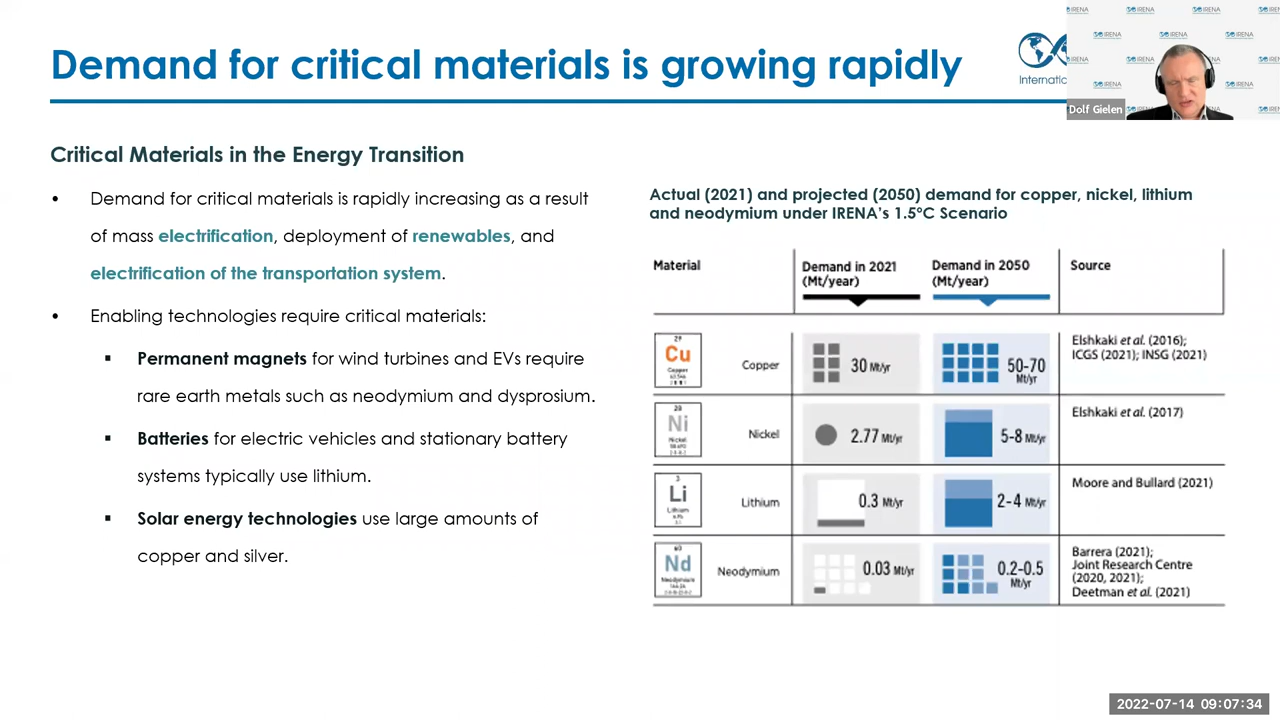 Demand for critical materials is growing rapidly
IRENA
Dolf Gielen
Critical Materials in the Energy Transition
• Demand for critical materials is rapidly increasing as a result
of mass electrification, deployment of renewables, and
electrification of the transportation system.
• Enabling technologies require critical materials:
▪ Permanent magnets for wind turbines and EVs require
rare earth metals such as neodymium and dysprosium.
▪ Batteries for electric vehicles and stationary battery
systems typically use lithium.
▪ Solar energy technologies use large amounts of
copper and silver.
Actual (2021) and projected (2050) demand for copper, nickel, lithium
and neodymium under IRENA's 1.5°C Scenario
Material
Demand in 2021
(Mt/year)
Demand in 2050
(Mt/year)
Source
29
Cu
Copper
Copper
30 Mt/yr
50-70
Mt/yr
Elshkaki et al. (2016);
ICGS (2021); INSG (2021)
Ni
Nickel
Nickel
2.77 Mt/yr
5-8 Mt/yr
Elshkaki et al. (2017)
3
Li
Lithium
Lithium
0.3 Mt/yr
2-4 Mt/yr
Moore and Bullard (2021)
60
Nd
Neodymium
Neodymium
0.03 Mt/yr
0.2-0.5
Mt/yr
Barrera (2021);
Joint Research Centre
(2020, 2021);
Deetman et al. (2021)
2022-07-14 09:07:34